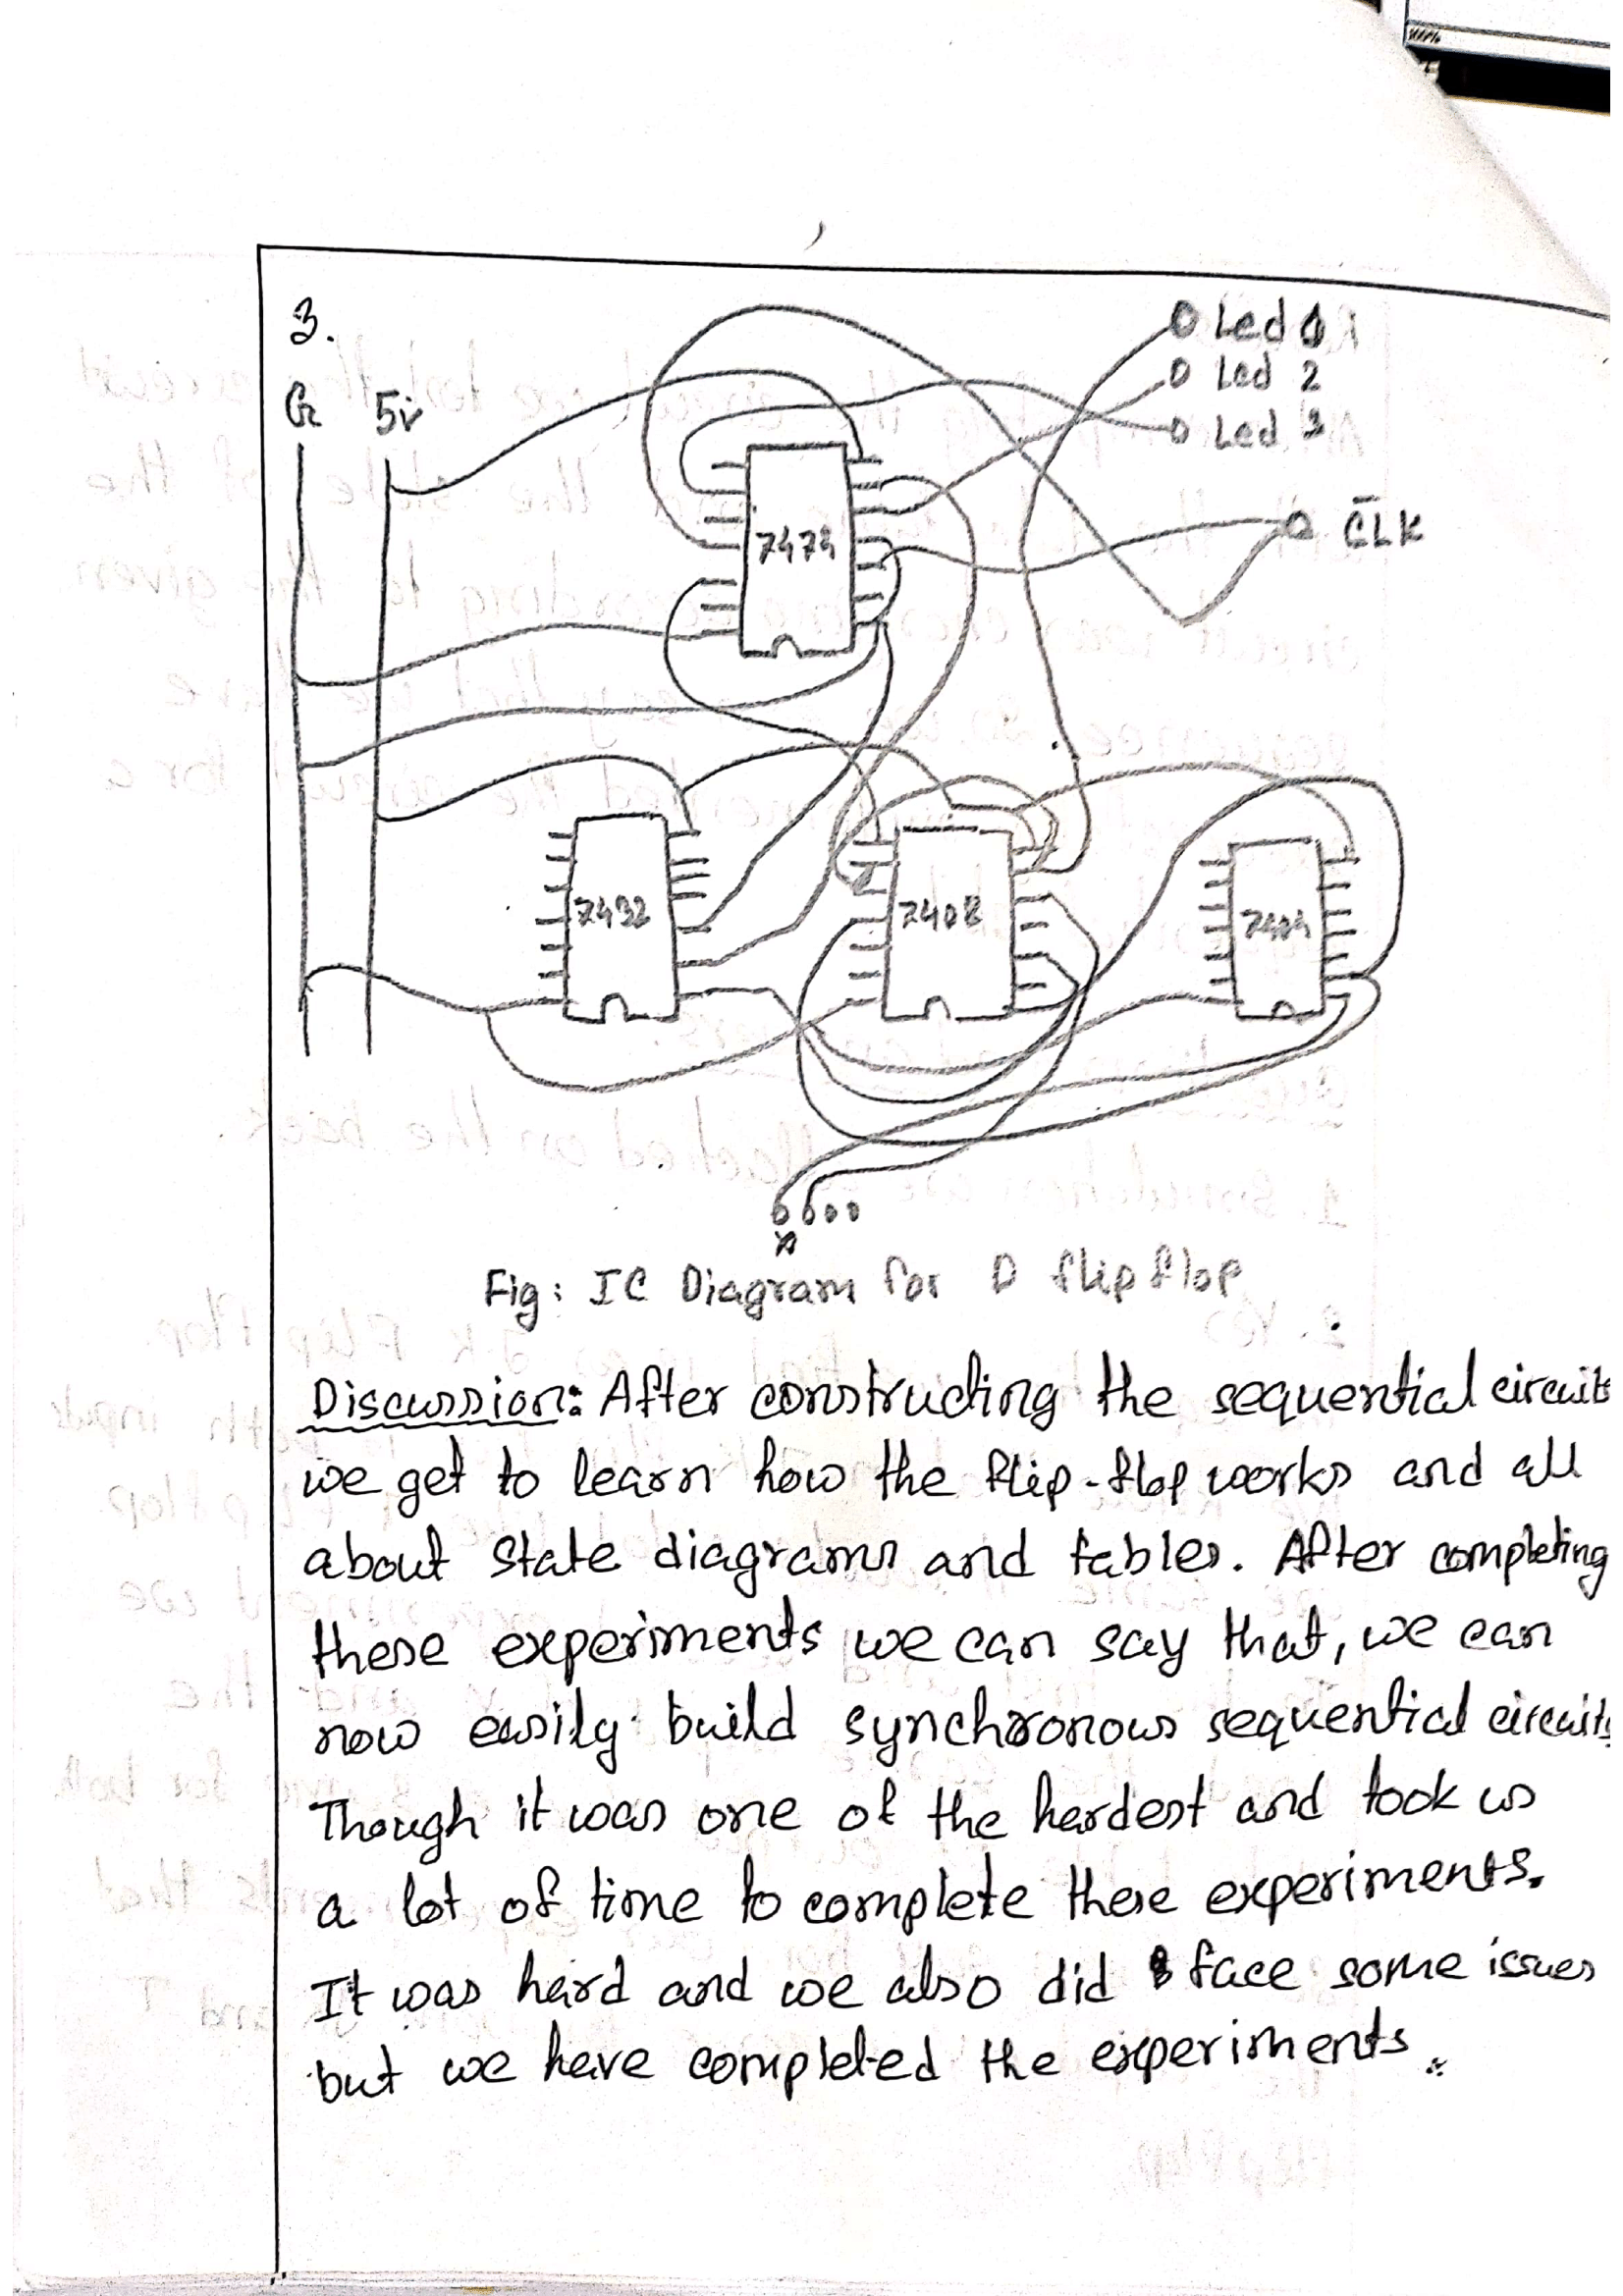 3.
G 5v
Led 1
Led 2
Led 3
CLK
7474
7432
7408
7404
X
Fig: IC Diagram for D flip flop
Discussion: After constructing the sequential circuits
we get to learn how the flip-flop works and all
about state diagrams and tables. After completing
these experiments we can say that, we can
now easily build synchoronous sequential circuits
Though it was one of the hardest and took us
a lot of time to complete these experiments.
It was hard and we also did face some issues
but we have completed the experiments.